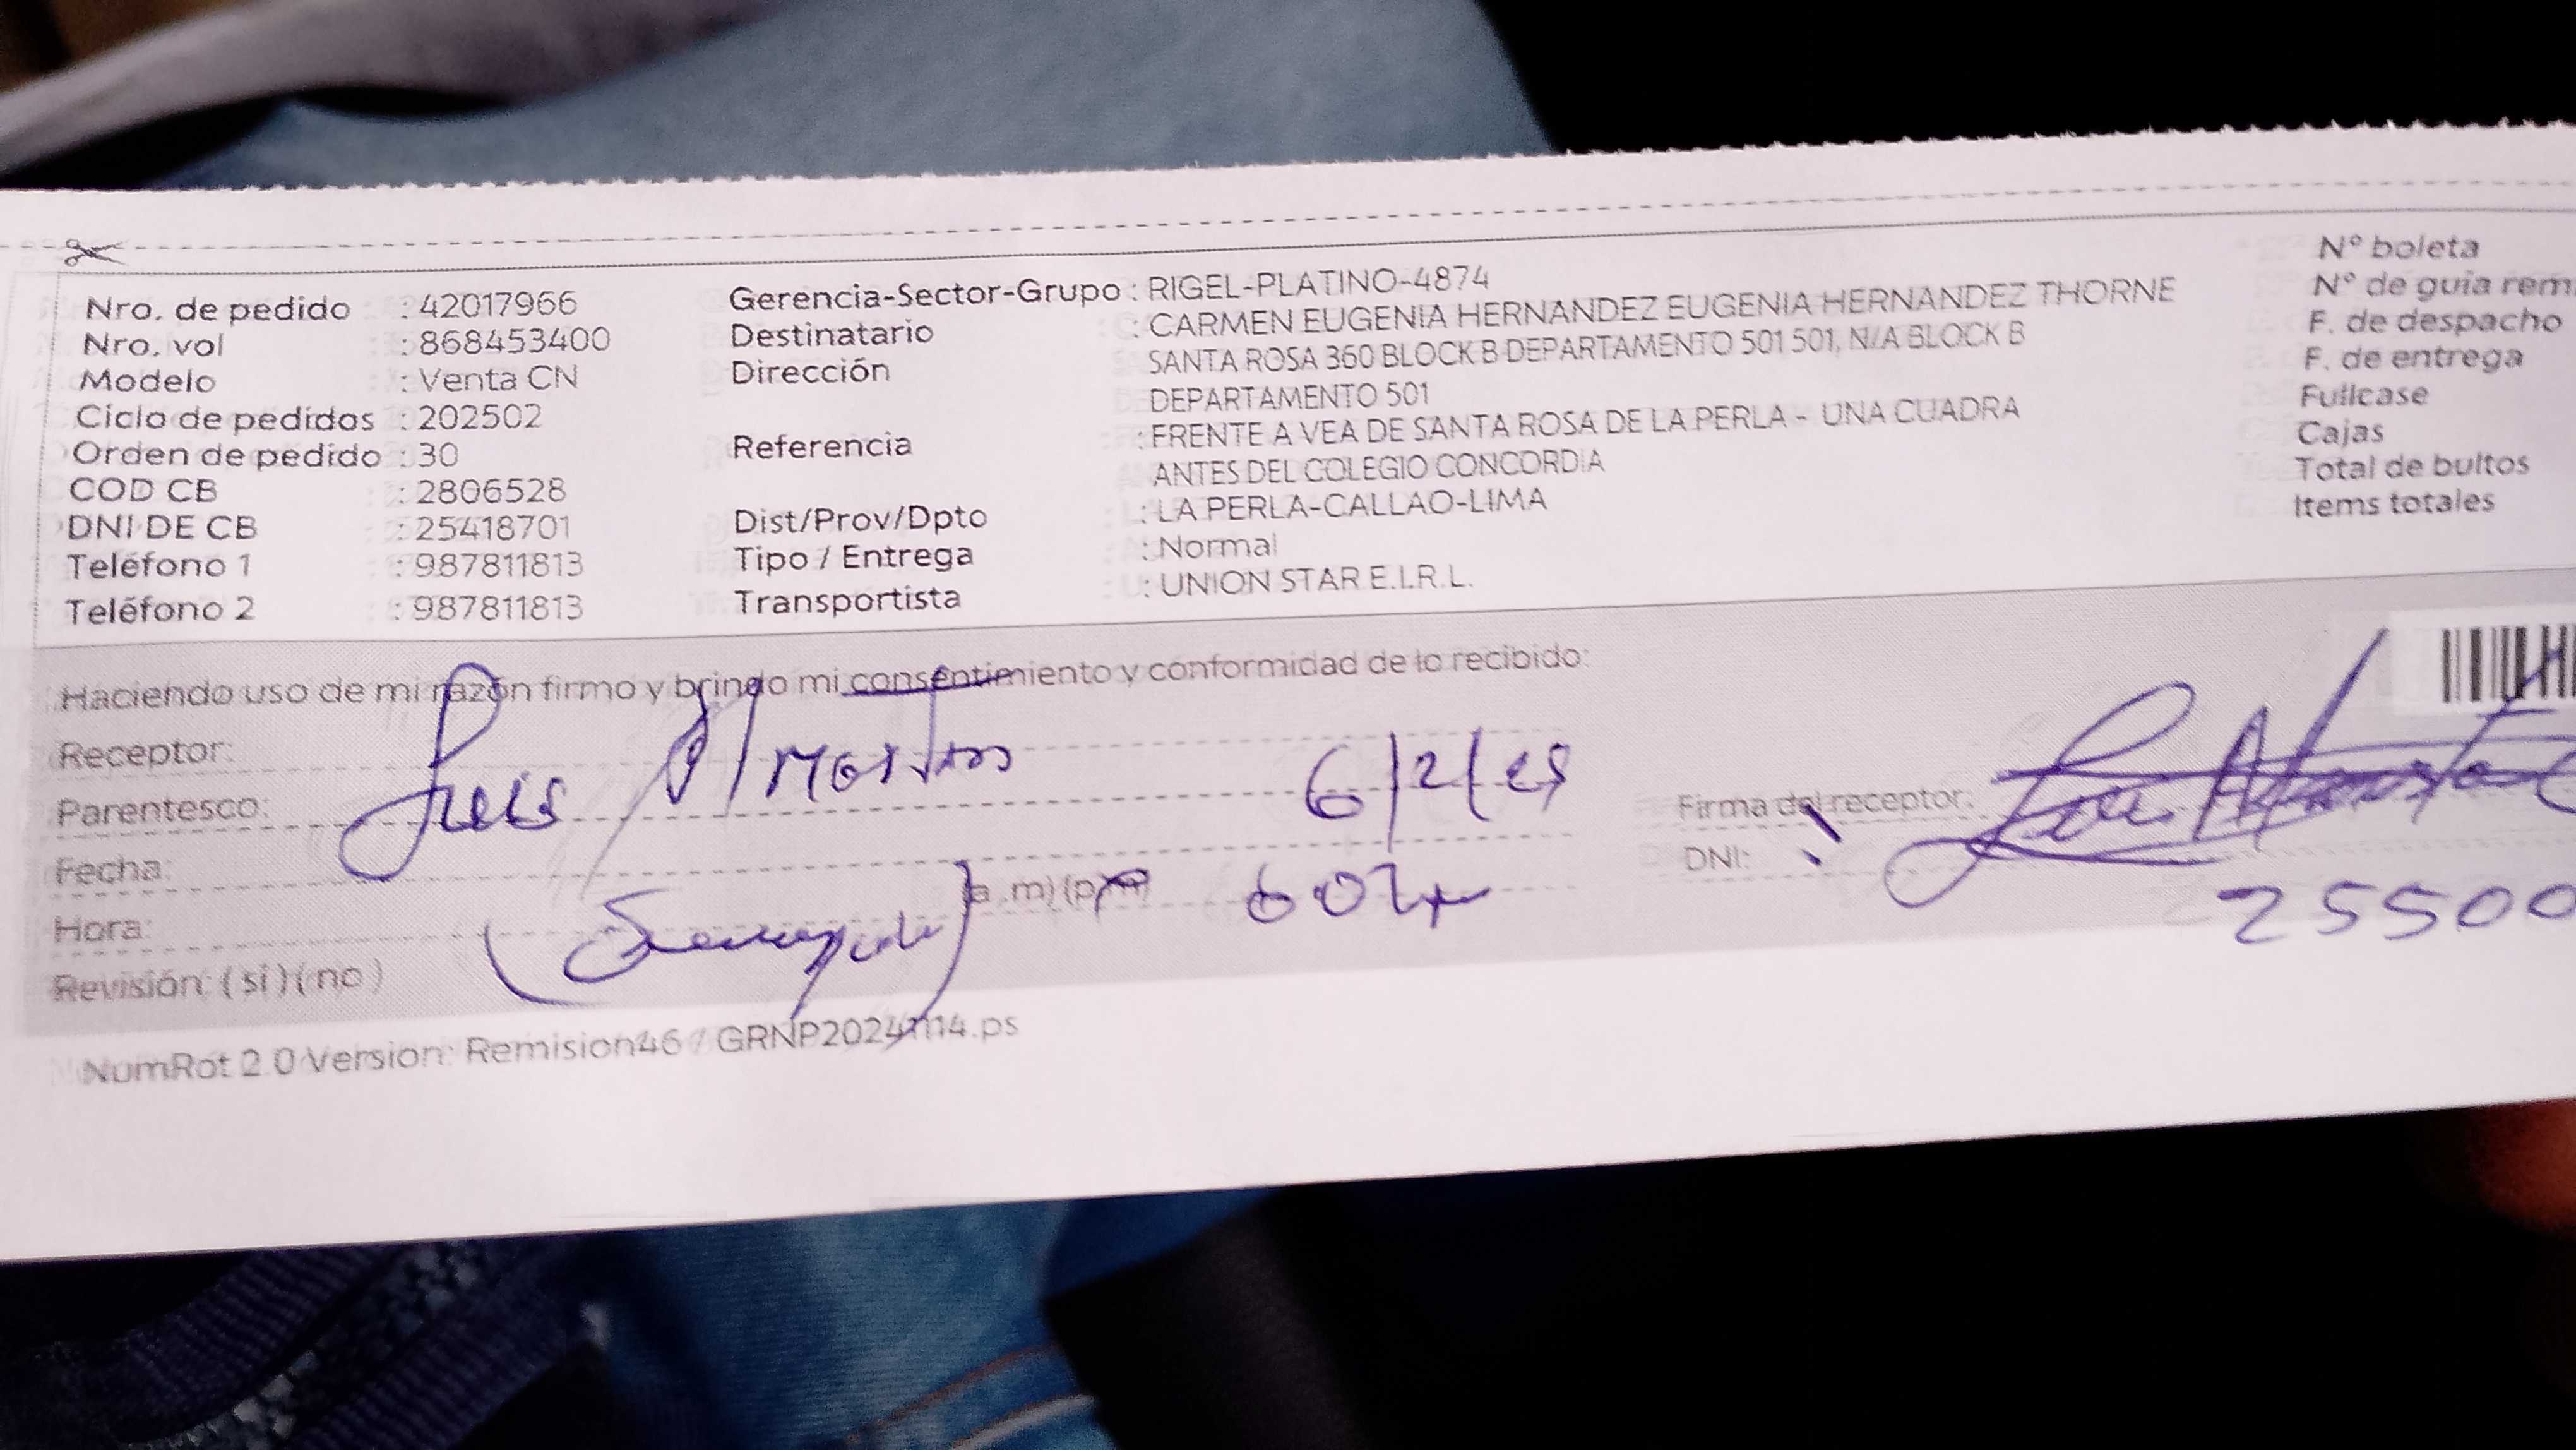 Nro. de pedido : 42017966
Nro. vol : 868453400
Modelo : Venta CN
Ciclo de pedidos : 202502
Orden de pedido : 30
COD CB : 2806528
DNI DE CB : 25418701
Teléfono 1 : 987811813
Teléfono 2 : 987811813
Gerencia-Sector-Grupo : RIGEL-PLATINO-4874
Destinatario : CARMEN EUGENIA HERNANDEZ EUGENIA HERNANDEZ THORNE
Dirección SANTA ROSA 360 BLOCK B DEPARTAMENTO 501 501, N/A BLOCK B
DEPARTAMENTO 501
Referencia : FRENTE A VEA DE SANTA ROSA DE LA PERLA - UNA CUADRA
ANTES DEL COLEGIO CONCORDIA
Dist/Prov/Dpto : LA PERLA-CALLAO-LIMA
Tipo / Entrega : Normal
Transportista : UNION STAR E.I.R.L.
N° boleta
N° de guia rem
F. de despacho
F. de entrega
Fullcase
Cajas
Total de bultos
Items totales
Haciendo uso de mi razón firmo y brindo mi consentimiento y conformidad de lo recibido:
Receptor:
Parentesco: Luis
Fecha: 6/2/25
Hora: (a.m) (p.m)
Revisión: ( si ) ( no )
Firma del receptor:
DNI: 25500
NumRot 2.0 Version: Remision46 / GRNP20241114.ps